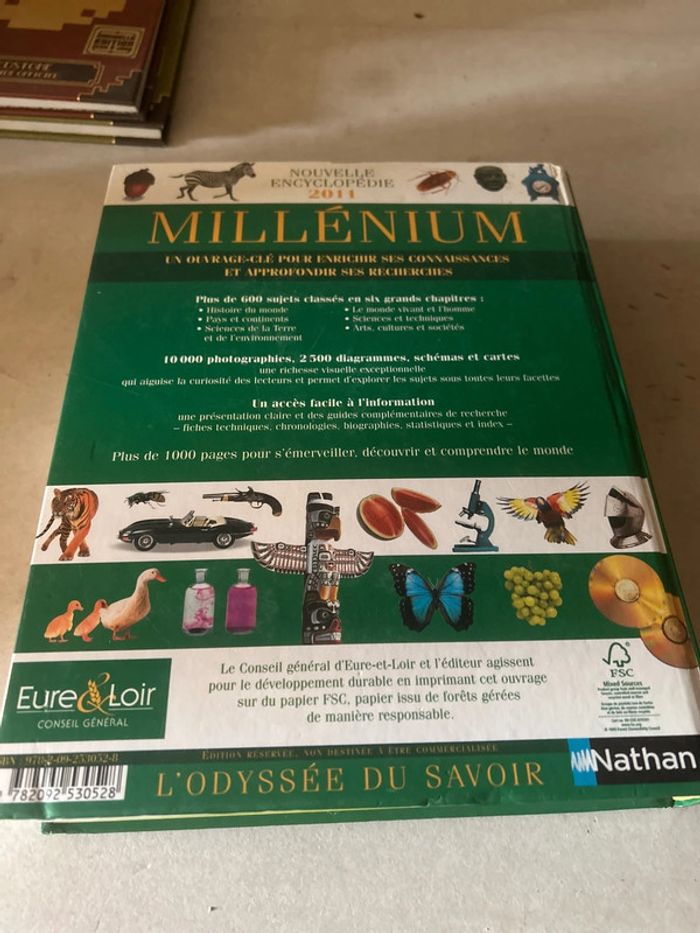 CUSTORE
NOUVELLE
ENCYCLOPÉDIE
2011
MILLÉNIUM
UN OUVRAGE-CLÉ POUR ENRICHIR SES CONNAISSANCES
ET APPROFONDIR SES RECHERCHES
Plus de 600 sujets classés en six grands chapitres :
• Histoire du monde
• Pays et continents
• Sciences de la Terre
et de l'environnement
• Le monde vivant et l'homme
• Sciences et techniques
• Arts, cultures et sociétés
10 000 photographies, 2 500 diagrammes, schémas et cartes
une richesse visuelle exceptionnelle
qui aiguise la curiosité des lecteurs et permet d'explorer les sujets sous toutes leurs facettes
Un accès facile à l'information
une présentation claire et des guides complémentaires de recherche
– fiches techniques, chronologies, biographies, statistiques et index –
Plus de 1000 pages pour s'émerveiller, découvrir et comprendre le monde
Eure & Loir
CONSEIL GÉNÉRAL
Le Conseil général d'Eure-et-Loir et l'éditeur agissent
pour le développement durable en imprimant cet ouvrage
sur du papier FSC, papier issu de forêts gérées
de manière responsable.
FSC
Mixed Sources
ISBN : 978-2-09-253052-8
782092 530528
ÉDITION RÉSERVÉE, NON DESTINÉE À ÊTRE COMMERCIALISÉE
L'ODYSSÉE DU SAVOIR
Nathan